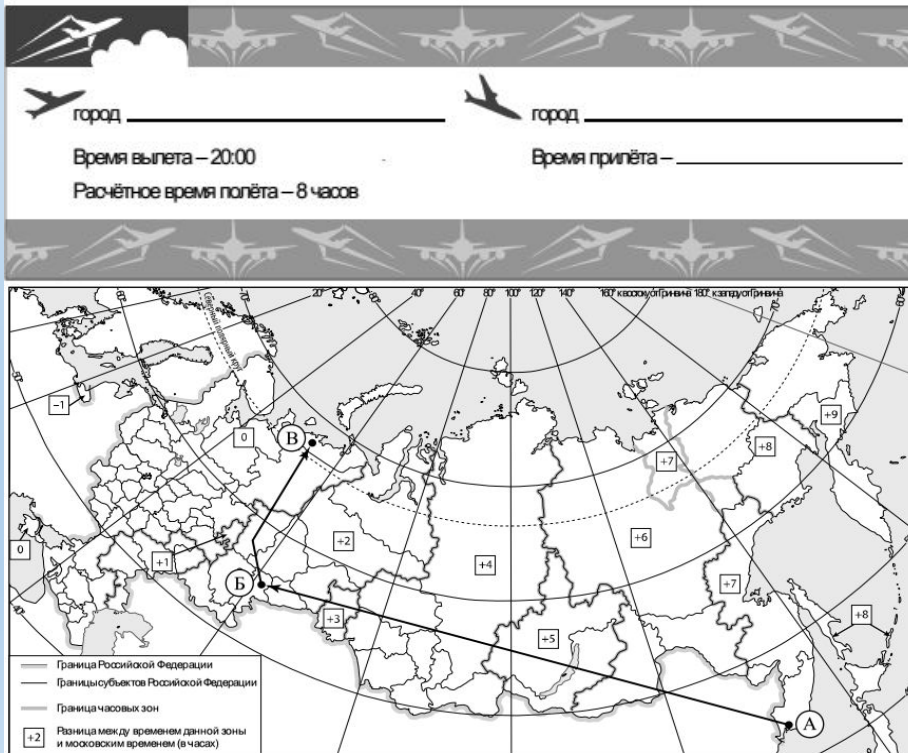 город
город
Время вылета – 20:00
Время прилёта –
Расчётное время полёта – 8 часов
20° 40° 60° 80° 100° 120° 140° 160° к востоку от Гринвича 180° к западу от Гринвича
-1
0
В
+9
+8
+7
+2
+6
+4
0
+1
Б
+7
+3
+5
+8
А
Граница Российской Федерации
Границы субъектов Российской Федерации
Граница часовых зон
+2 Разница между временем данной зоны
и московским временем (в часах)